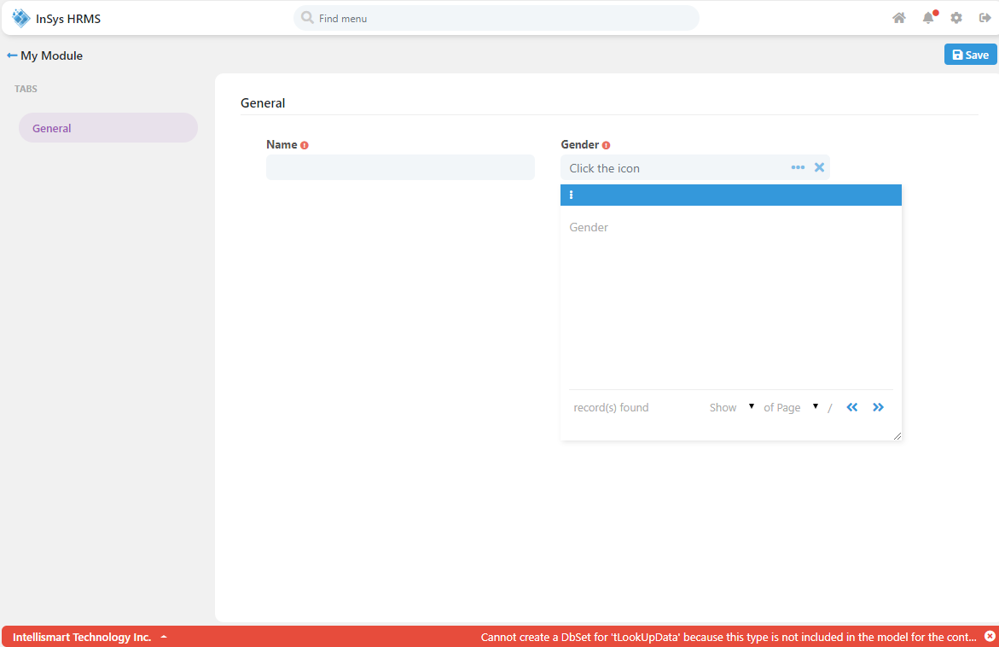 InSys HRMS
Find menu
My Module
Save
TABS
General
General
Name
Gender
Click the icon
Gender
record(s) found
Show
of Page
/
Intellismart Technology Inc.
Cannot create a DbSet for 'tLookUpData' because this type is not included in the model for the cont...